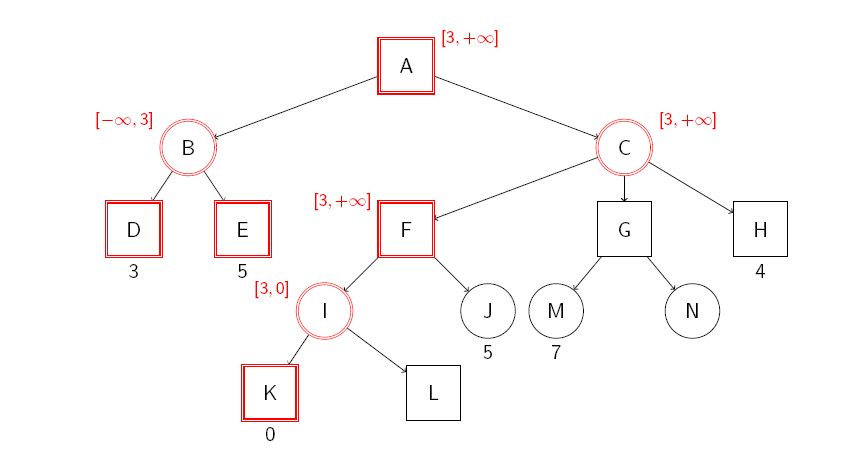 [3, +∞]
A
[−∞, 3]
[3, +∞]
B
C
[3, +∞]
D
E
F
G
H
3
5
4
[3, 0]
I
J
M
N
5
7
K
L
0